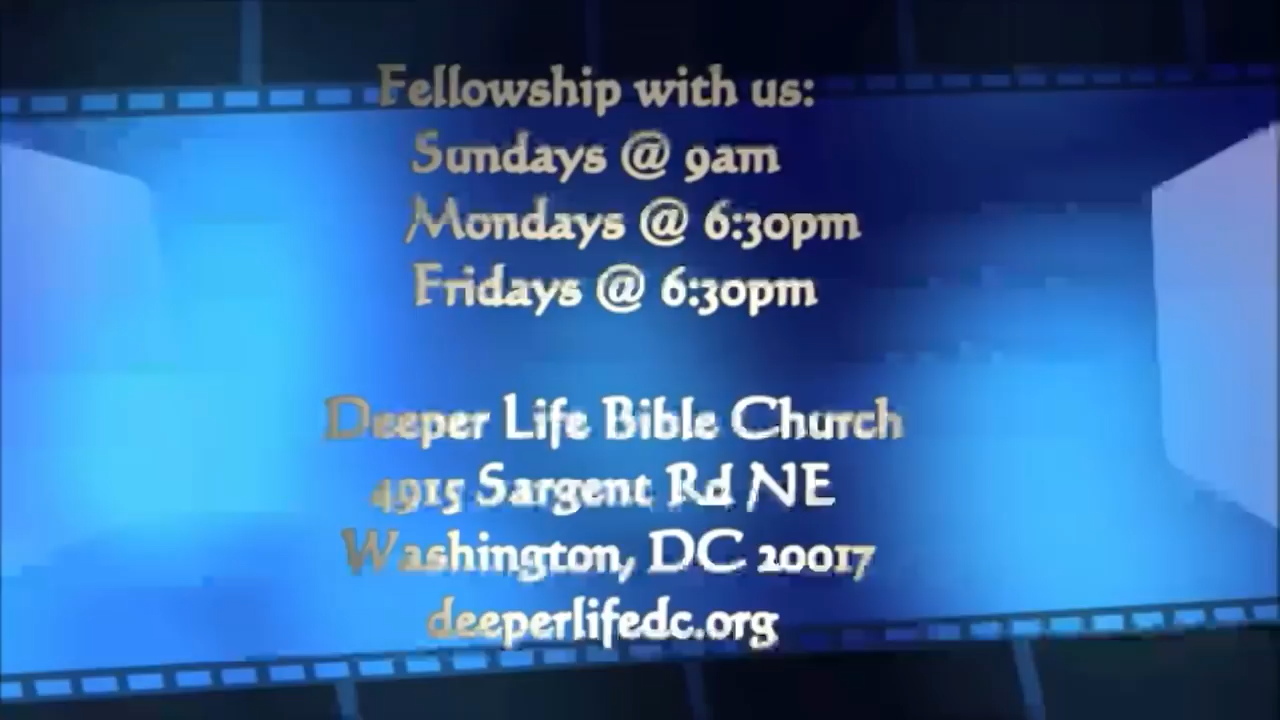 Fellowship with us:
Sundays @ 9am
Mondays @ 6:30pm
Fridays @ 6:30pm
Deeper Life Bible Church
4915 Sargent Rd NE
Washington, DC 20017
deeperlifedc.org